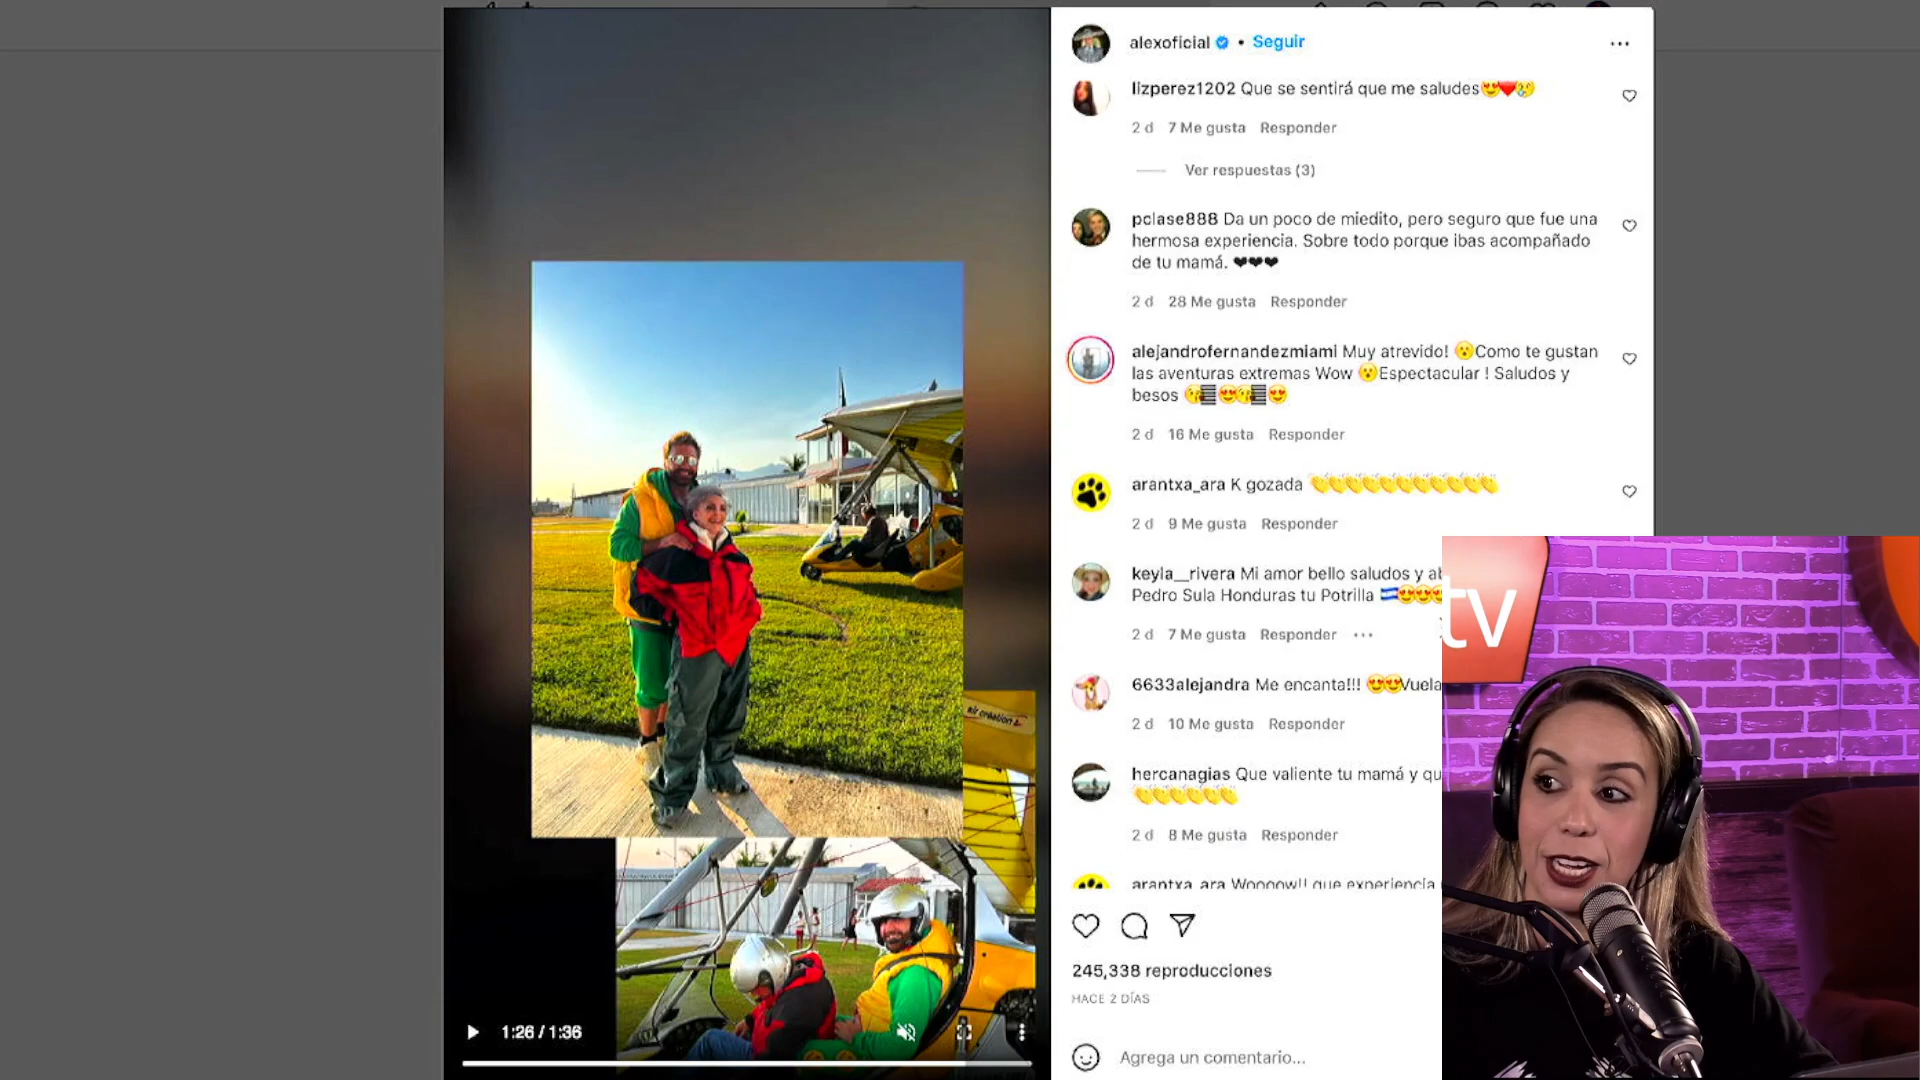 alexoficial • Seguir
lizperez1202 Que se sentirá que me saludes😍❤️😢
2 d 7 Me gusta Responder
Ver respuestas (3)
pclase888 Da un poco de miedito, pero seguro que fue una
hermosa experiencia. Sobre todo porque ibas acompañado
de tu mamá. ❤❤❤
2 d 28 Me gusta Responder
alejandrofernandezmiami Muy atrevido! 😮Como te gustan
las aventuras extremas Wow 😮Espectacular ! Saludos y
besos 😘😍😘😍
2 d 16 Me gusta Responder
arantxa_ara K gozada 👏👏👏👏👏👏👏👏👏👏👏
2 d 9 Me gusta Responder
keyla__rivera Mi amor bello saludos y ab
Pedro Sula Honduras tu Potrilla 🇭🇳😍😍😍
2 d 7 Me gusta Responder ...
6633alejandra Me encanta!!! 😍😍Vuela
2 d 10 Me gusta Responder
hercanagias Que valiente tu mamá y qu
👏👏👏👏👏👏
2 d 8 Me gusta Responder
arantxa_ara Woooow!! que experiencia
245,338 reproducciones
HACE 2 DÍAS
Agrega un comentario...
air création
1:26 / 1:36
tv